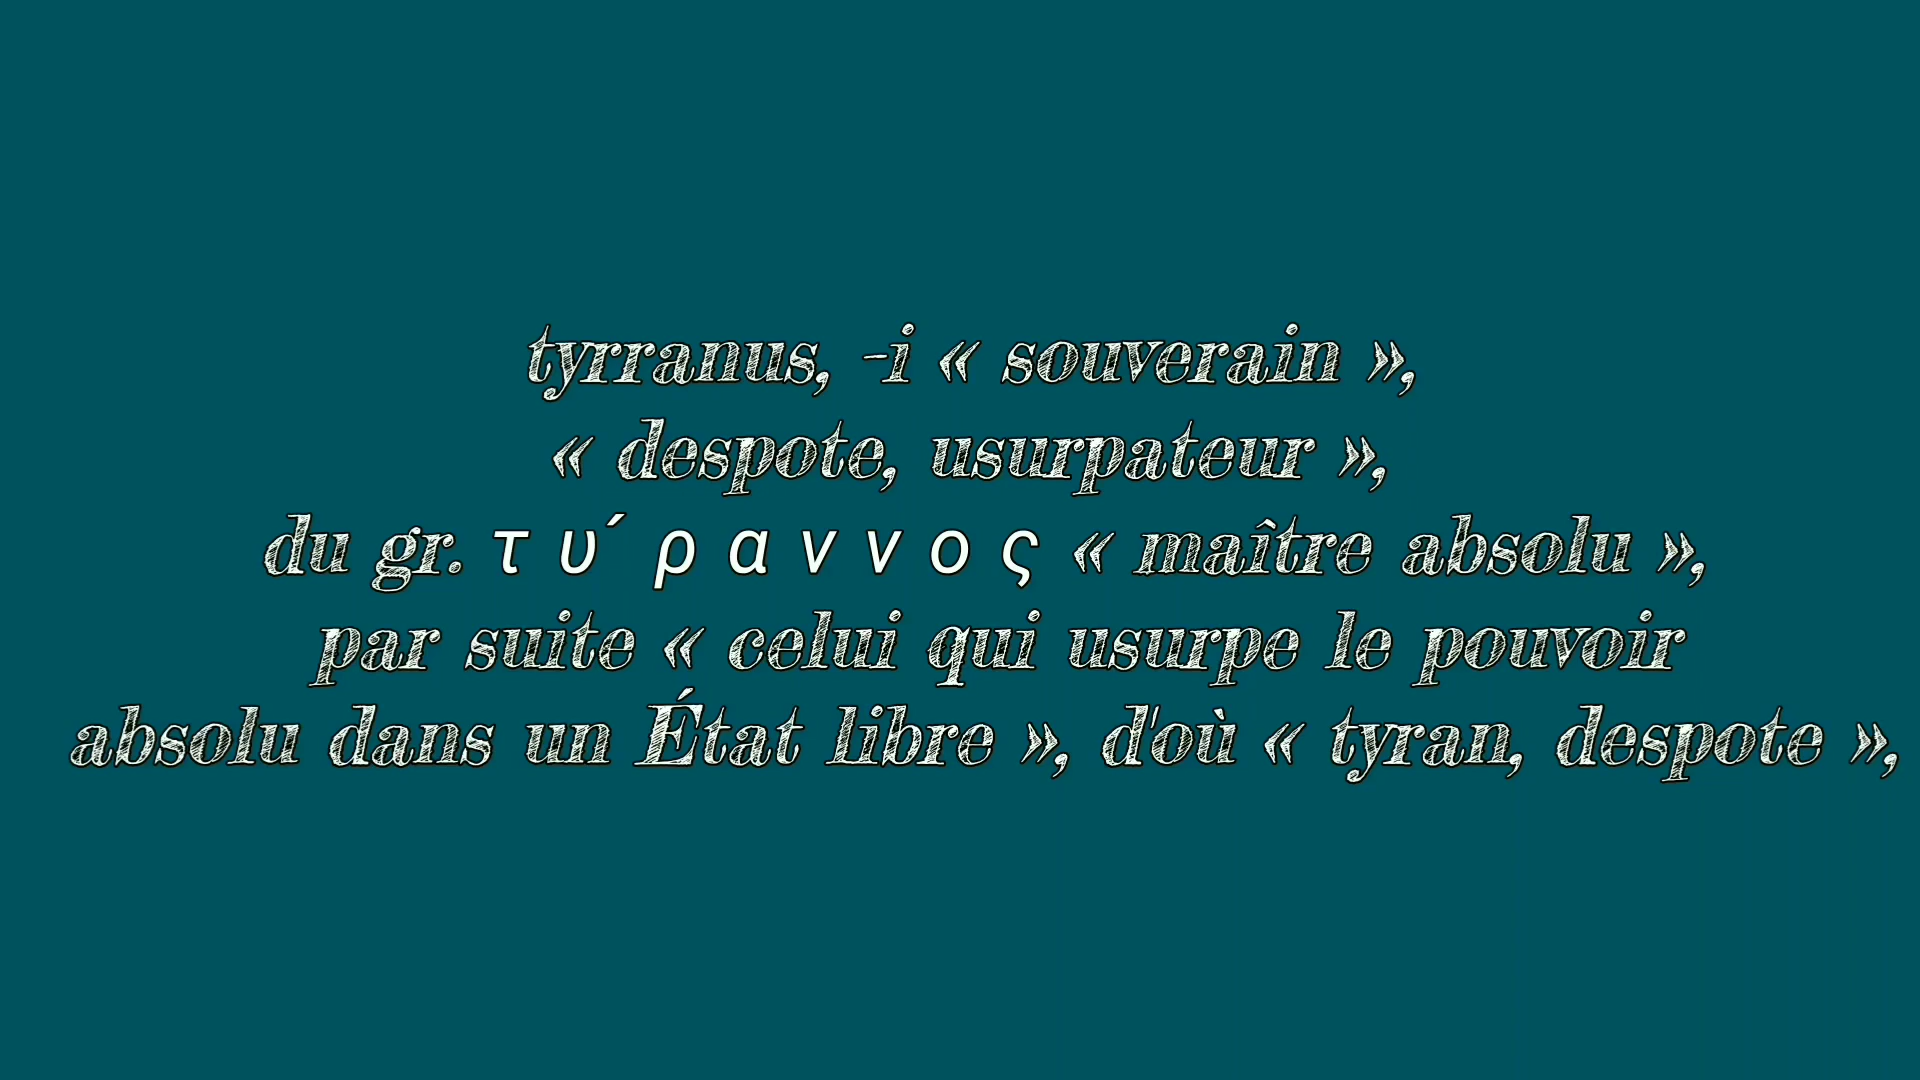 tyrranus, -i « souverain »,
« despote, usurpateur »,
du gr. τ υ ́ ρ α ν ν ο ς « maître absolu »,
par suite « celui qui usurpe le pouvoir
absolu dans un État libre », d'où « tyran, despote »,